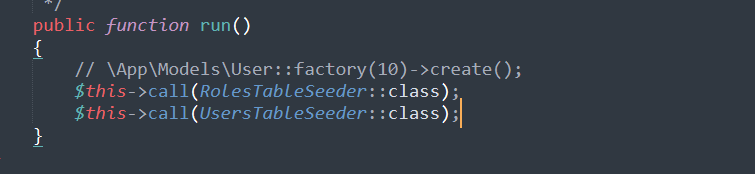 */
public function run()
{
// \App\Models\User::factory(10)->create();
$this->call(RolesTableSeeder::class);
$this->call(UsersTableSeeder::class);
}